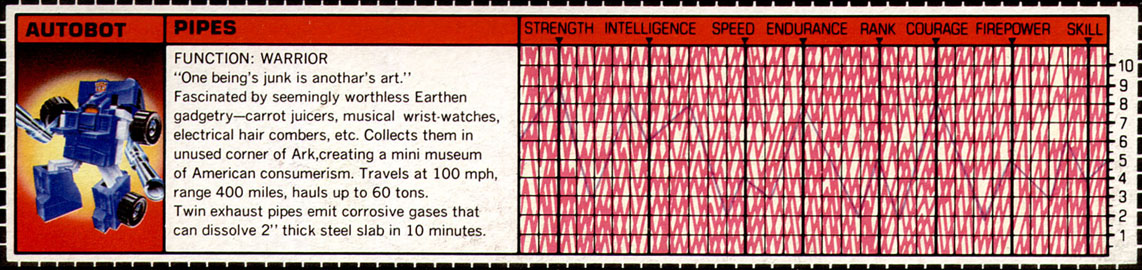 AUTOBOT
PIPES
STRENGTH INTELLIGENCE SPEED ENDURANCE RANK COURAGE FIREPOWER SKILL
FUNCTION: WARRIOR
"One being's junk is anothar's art."
Fascinated by seemingly worthless Earthen
gadgetry—carrot juicers, musical wrist-watches,
electrical hair combers, etc. Collects them in
unused corner of Ark,creating a mini museum
of American consumerism. Travels at 100 mph,
range 400 miles, hauls up to 60 tons.
Twin exhaust pipes emit corrosive gases that
can dissolve 2'' thick steel slab in 10 minutes.
10
9
8
7
6
5
4
3
2
1